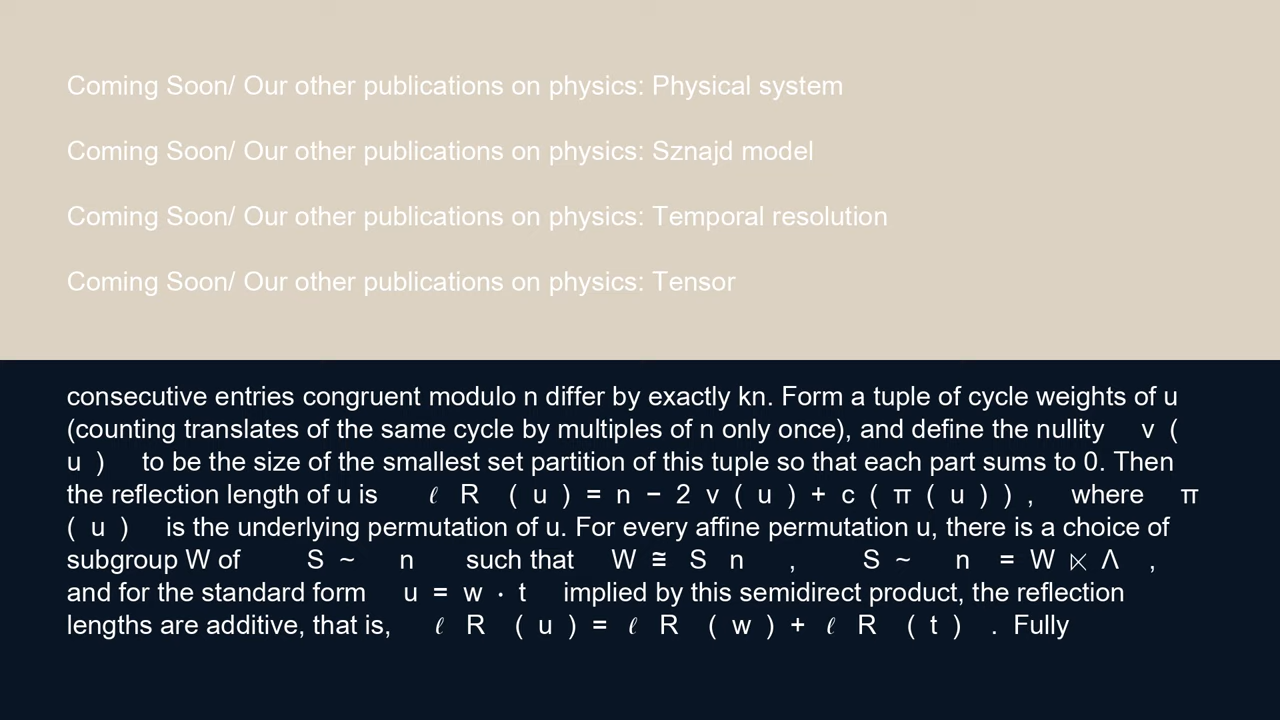 Coming Soon/ Our other publications on physics: Physical system
Coming Soon/ Our other publications on physics: Sznajd model
Coming Soon/ Our other publications on physics: Temporal resolution
Coming Soon/ Our other publications on physics: Tensor
consecutive entries congruent modulo n differ by exactly kn. Form a tuple of cycle weights of u
(counting translates of the same cycle by multiples of n only once), and define the nullity ν (
u ) to be the size of the smallest set partition of this tuple so that each part sums to 0. Then
the reflection length of u is ℓ R ( u ) = n − 2 ν ( u ) + c ( π ( u ) ) , where π
( u ) is the underlying permutation of u. For every affine permutation u, there is a choice of
subgroup W of S ~ n such that W ≅ S n , S ~ n = W ⋉ Λ ,
and for the standard form u = w ⋅ t implied by this semidirect product, the reflection
lengths are additive, that is, ℓ R ( u ) = ℓ R ( w ) + ℓ R ( t ) . Fully